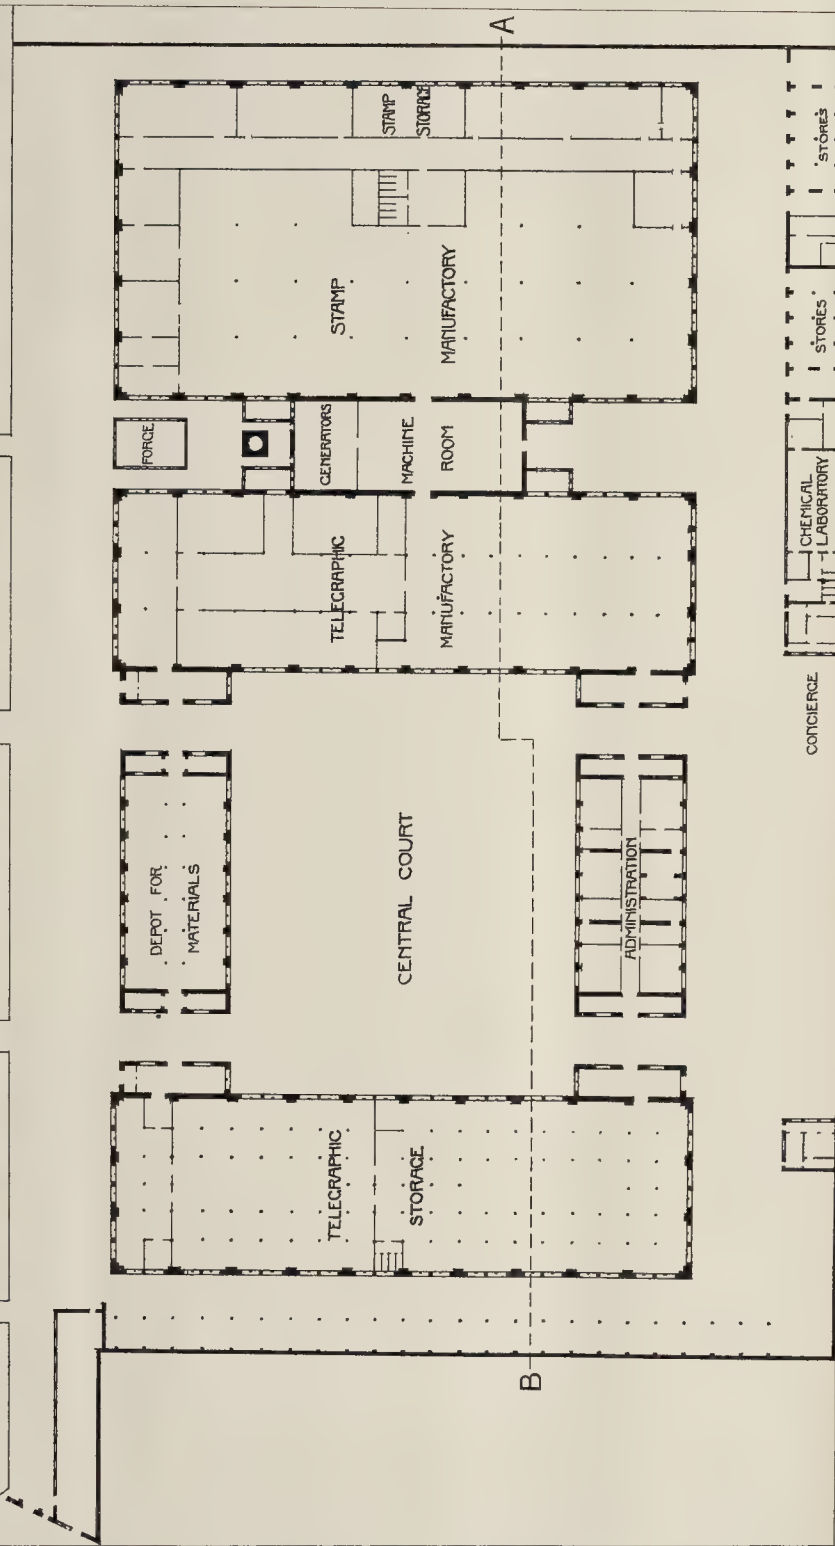 A
STAMP
STORAGE
STORES
STAMP
MANUFACTORY
STORES
FORGE
GENERATORS
MACHINE
ROOM
CHEMICAL
LABORATORY
TELEGRAPHIC
MANUFACTORY
CONCIERGE
DEPOT FOR
MATERIALS
CENTRAL COURT
ADMINISTRATION
TELEGRAPHIC
STORAGE
B